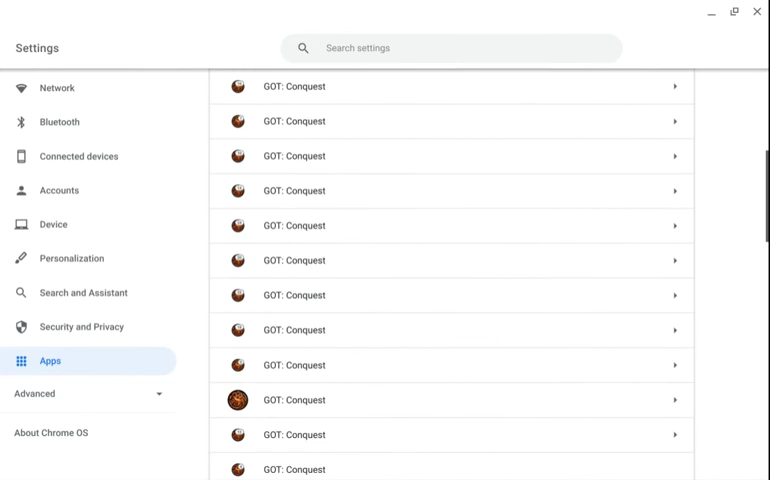 Settings
Search settings
Network
Bluetooth
Connected devices
Accounts
Device
Personalization
Search and Assistant
Security and Privacy
Apps
Advanced
About Chrome OS
GOT: Conquest
GOT: Conquest
GOT: Conquest
GOT: Conquest
GOT: Conquest
GOT: Conquest
GOT: Conquest
GOT: Conquest
GOT: Conquest
GOT: Conquest
GOT: Conquest
GOT: Conquest